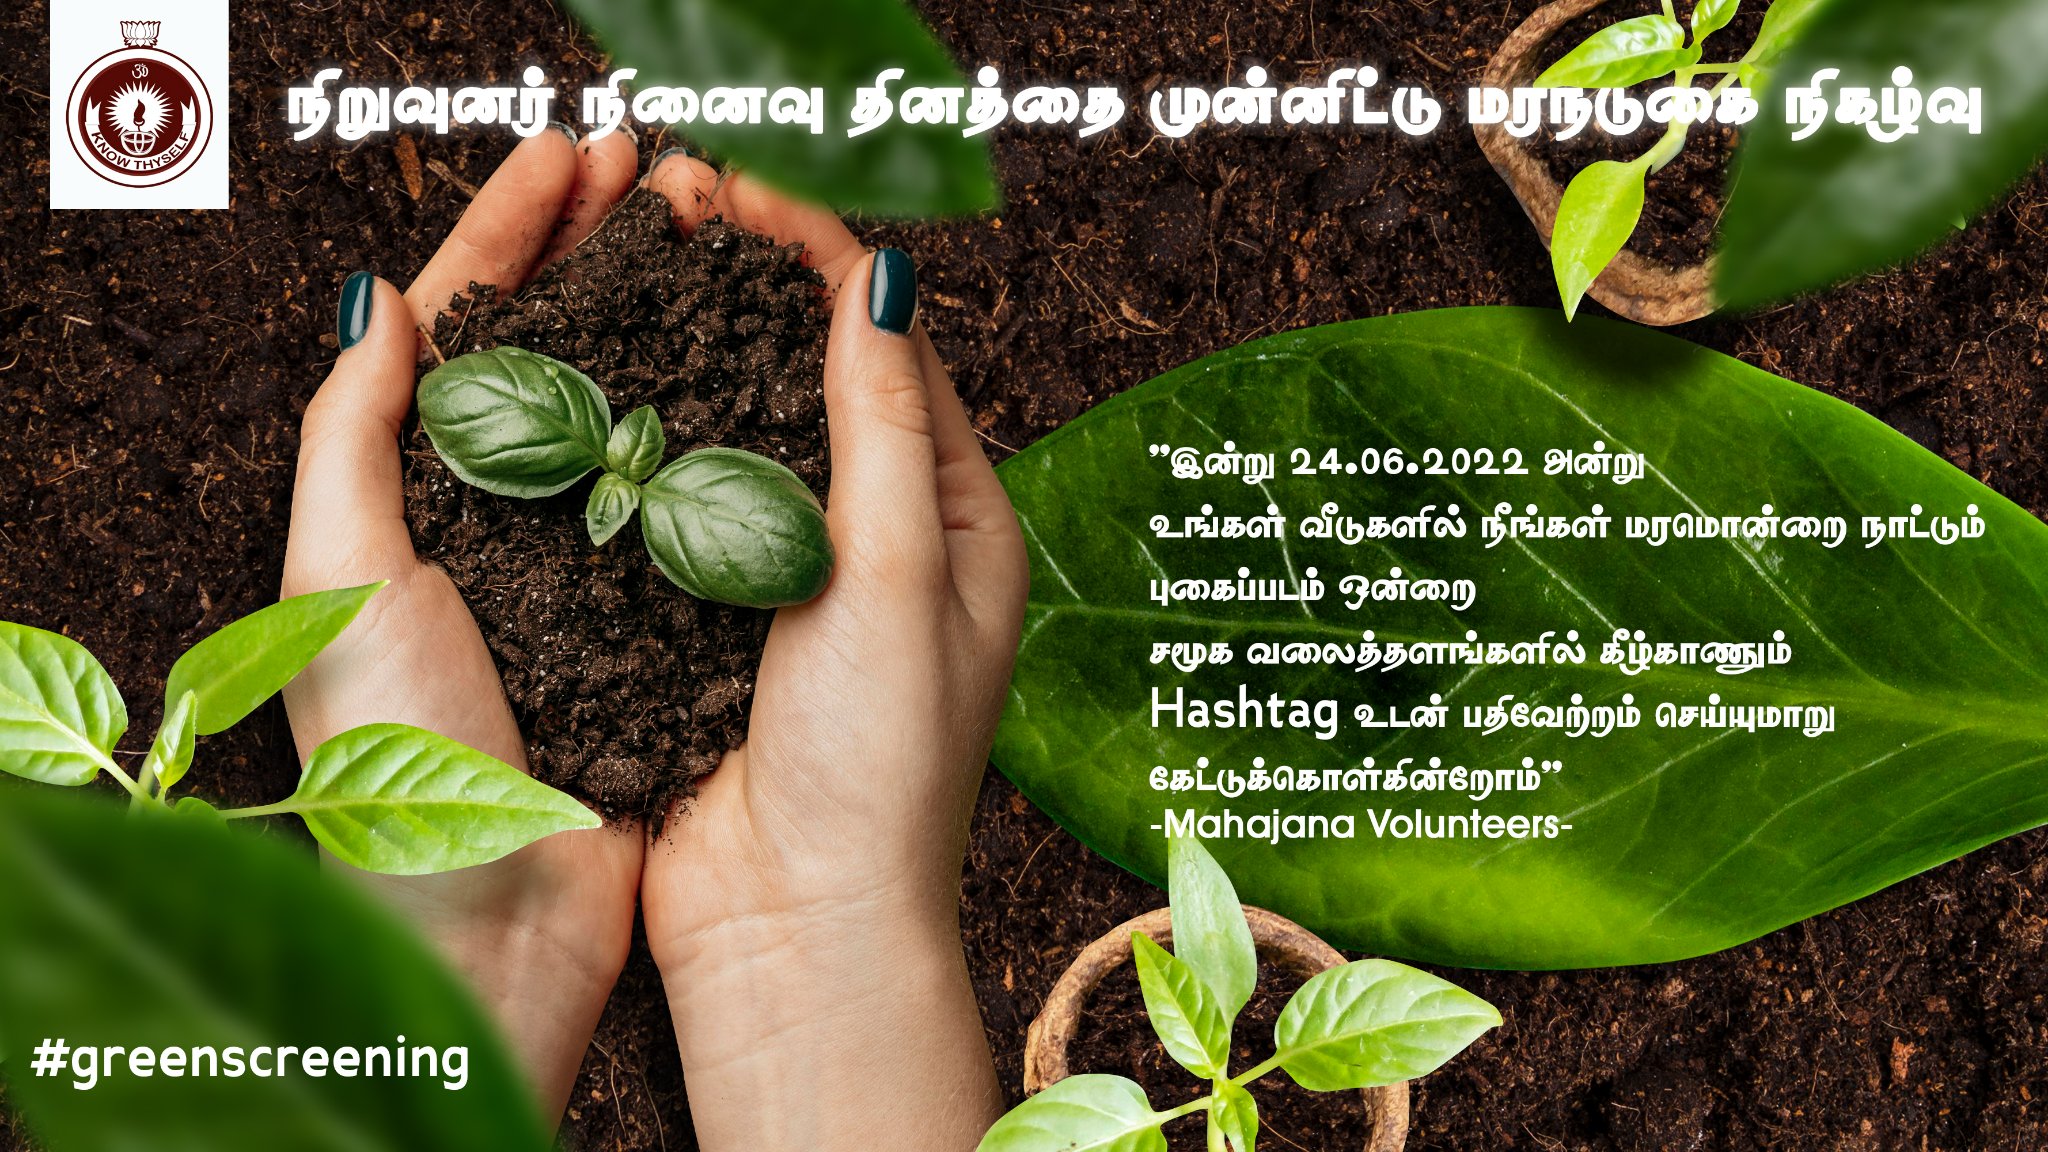 ॐ
KNOW THYSELF
நிறுவுனர் நினைவு தினத்தை முன்னிட்டு மரநடுகை நிகழ்வு
"இன்று 24.06.2022 அன்று
உங்கள் வீடுகளில் நீங்கள் மரமொன்றை நாட்டும்
புகைப்படம் ஒன்றை
சமூக வலைத்தளங்களில் கீழ்காணும்
Hashtag உடன் பதிவேற்றம் செய்யுமாறு
கேட்டுக்கொள்கின்றோம்"
-Mahajana Volunteers-
#greenscreening